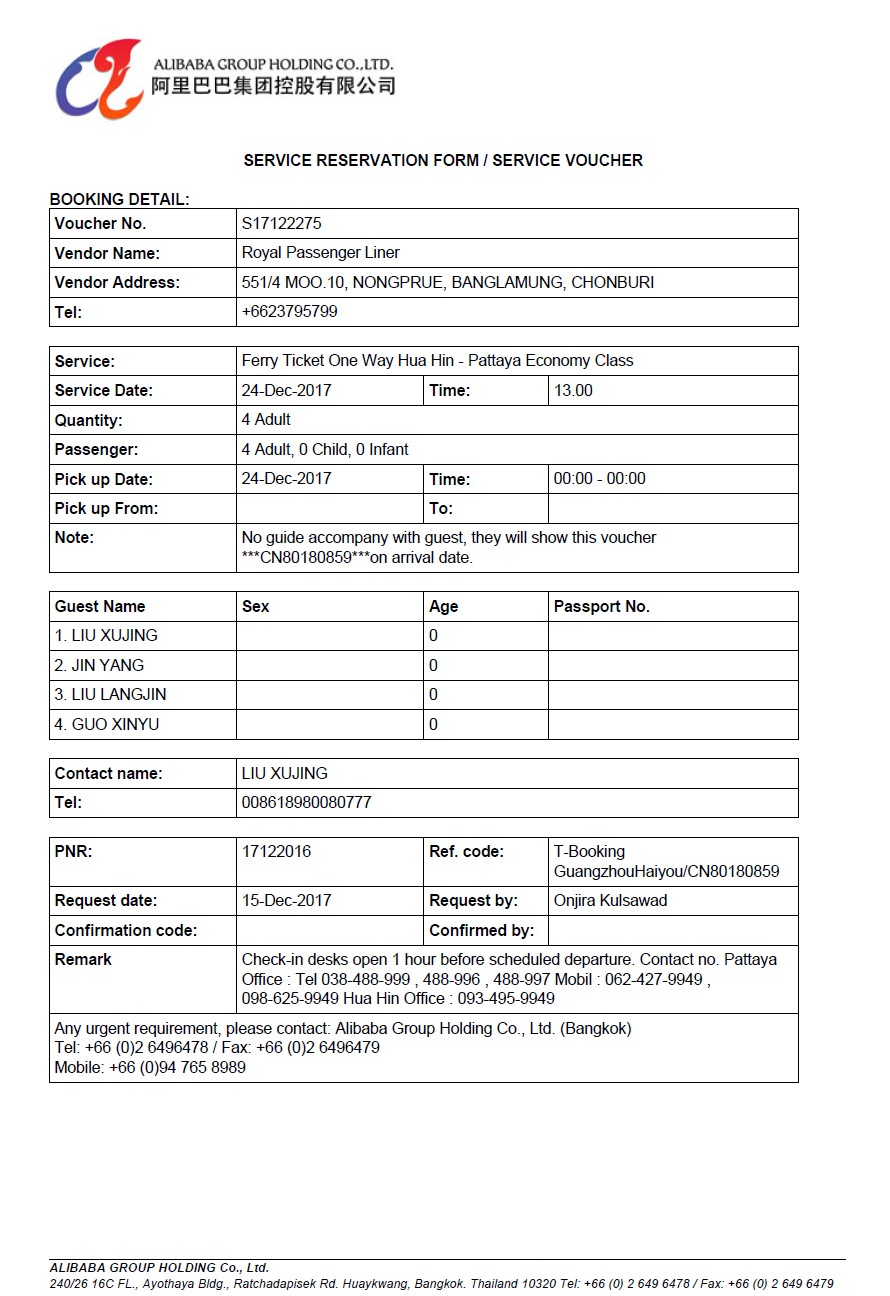 ALIBABA GROUP HOLDING CO.,LTD.
阿里巴巴集团控股有限公司
SERVICE RESERVATION FORM / SERVICE VOUCHER
BOOKING DETAIL:
Voucher No. S17122275
Vendor Name: Royal Passenger Liner
Vendor Address: 551/4 MOO.10, NONGPRUE, BANGLAMUNG, CHONBURI
Tel: +6623795799
Service: Ferry Ticket One Way Hua Hin - Pattaya Economy Class
Service Date: 24-Dec-2017 Time: 13.00
Quantity: 4 Adult
Passenger: 4 Adult, 0 Child, 0 Infant
Pick up Date: 24-Dec-2017 Time: 00:00 - 00:00
Pick up From: To:
Note: No guide accompany with guest, they will show this voucher
***CN80180859***on arrival date.
Guest Name Sex Age Passport No.
1. LIU XUJING 0
2. JIN YANG 0
3. LIU LANGJIN 0
4. GUO XINYU 0
Contact name: LIU XUJING
Tel: 008618980080777
PNR: 17122016 Ref. code: T-Booking
GuangzhouHaiyou/CN80180859
Request date: 15-Dec-2017 Request by: Onjira Kulsawad
Confirmation code: Confirmed by:
Remark Check-in desks open 1 hour before scheduled departure. Contact no. Pattaya
Office : Tel 038-488-999 , 488-996 , 488-997 Mobil : 062-427-9949 ,
098-625-9949 Hua Hin Office : 093-495-9949
Any urgent requirement, please contact: Alibaba Group Holding Co., Ltd. (Bangkok)
Tel: +66 (0)2 6496478 / Fax: +66 (0)2 6496479
Mobile: +66 (0)94 765 8989
ALIBABA GROUP HOLDING Co., Ltd.
240/26 16C FL., Ayothaya Bldg., Ratchadapisek Rd. Huaykwang, Bangkok. Thailand 10320 Tel: +66 (0) 2 649 6478 / Fax: +66 (0) 2 649 6479